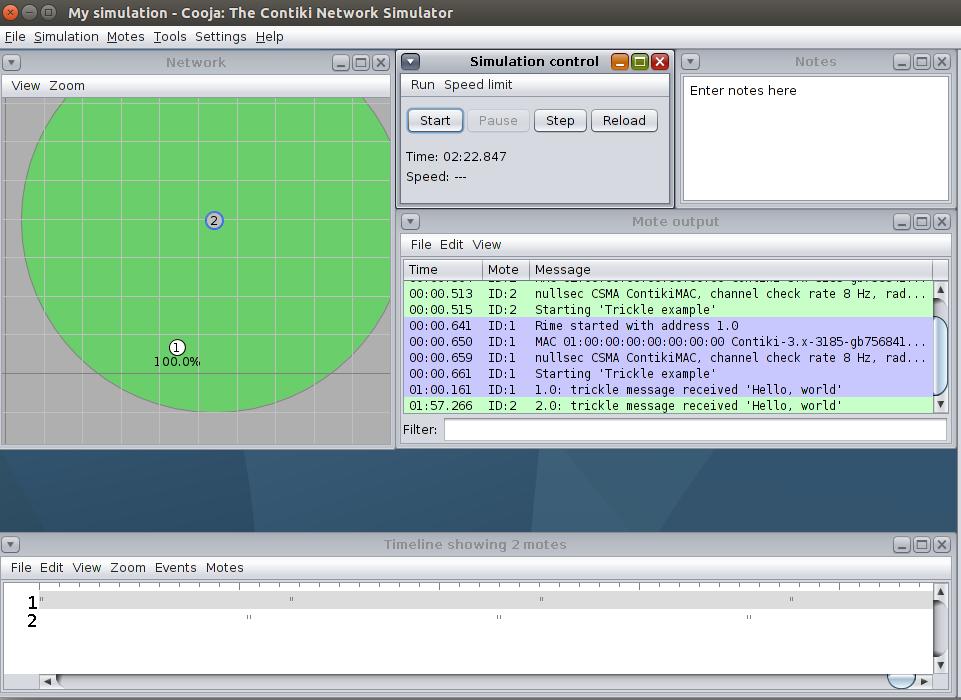 My simulation - Cooja: The Contiki Network Simulator
File Simulation Motes Tools Settings Help
Network
View Zoom
2
1
100.0%
Simulation control
Run Speed limit
Start Pause Step Reload
Time: 02:22.847
Speed: ---
Notes
Enter notes here
Mote output
File Edit View
Time Mote Message
00:00.513 ID:2 nullsec CSMA ContikiMAC, channel check rate 8 Hz, rad...
00:00.515 ID:2 Starting 'Trickle example'
00:00.641 ID:1 Rime started with address 1.0
00:00.650 ID:1 MAC 01:00:00:00:00:00:00:00 Contiki-3.x-3185-gb756841...
00:00.659 ID:1 nullsec CSMA ContikiMAC, channel check rate 8 Hz, rad...
00:00.661 ID:1 Starting 'Trickle example'
01:00.161 ID:1 1.0: trickle message received 'Hello, world'
01:57.266 ID:2 2.0: trickle message received 'Hello, world'
Filter:
Timeline showing 2 motes
File Edit View Zoom Events Motes
1
2